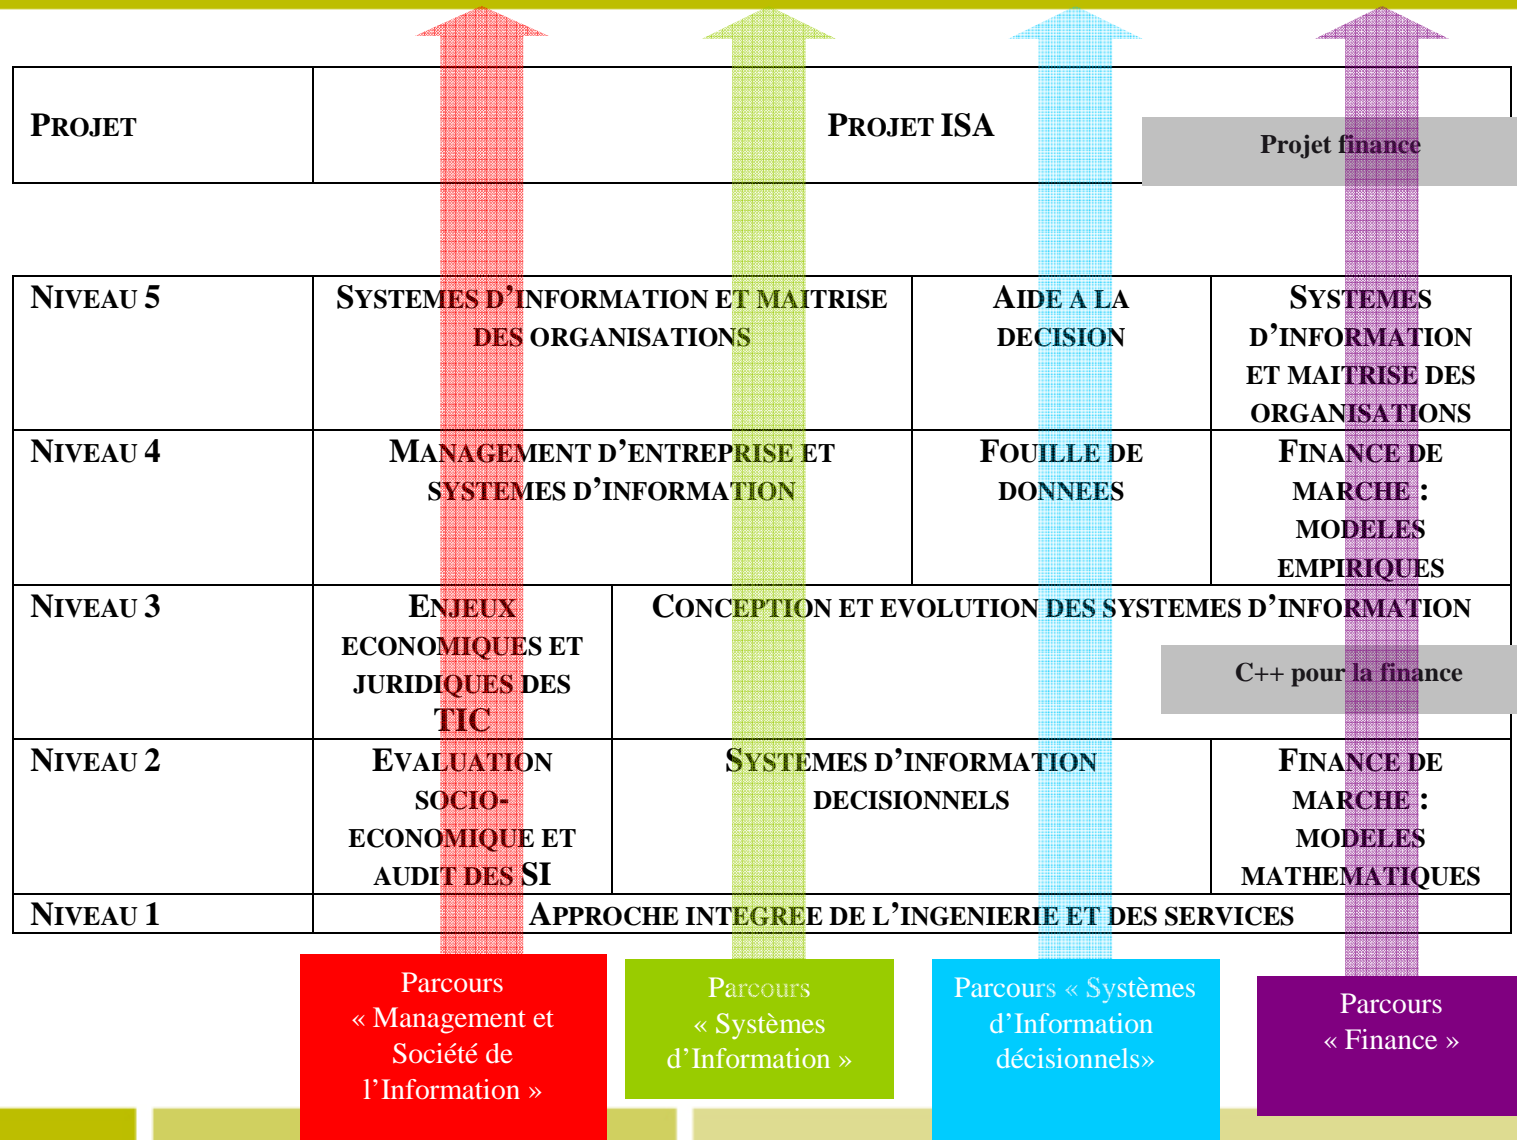 PROJET
PROJET ISA
Projet finance
NIVEAU 5
SYSTEMES D’INFORMATION ET MAITRISE
DES ORGANISATIONS
AIDE A LA
DECISION
SYSTEMES
D’INFORMATION
ET MAITRISE DES
ORGANISATIONS
NIVEAU 4
MANAGEMENT D’ENTREPRISE ET
SYSTEMES D’INFORMATION
FOUILLE DE
DONNEES
FINANCE DE
MARCHE :
MODELES
EMPIRIQUES
NIVEAU 3
ENJEUX
ECONOMIQUES ET
JURIDIQUES DES
TIC
CONCEPTION ET EVOLUTION DES SYSTEMES D’INFORMATION
C++ pour la finance
NIVEAU 2
EVALUATION
SOCIO-
ECONOMIQUE ET
AUDIT DES SI
SYSTEMES D’INFORMATION
DECISIONNELS
FINANCE DE
MARCHE :
MODELES
MATHEMATIQUES
NIVEAU 1
APPROCHE INTEGREE DE L’INGENIERIE ET DES SERVICES
Parcours
« Management et
Société de
l’Information »
Parcours
« Systèmes
d’Information »
Parcours « Systèmes
d’Information
décisionnels»
Parcours
« Finance »